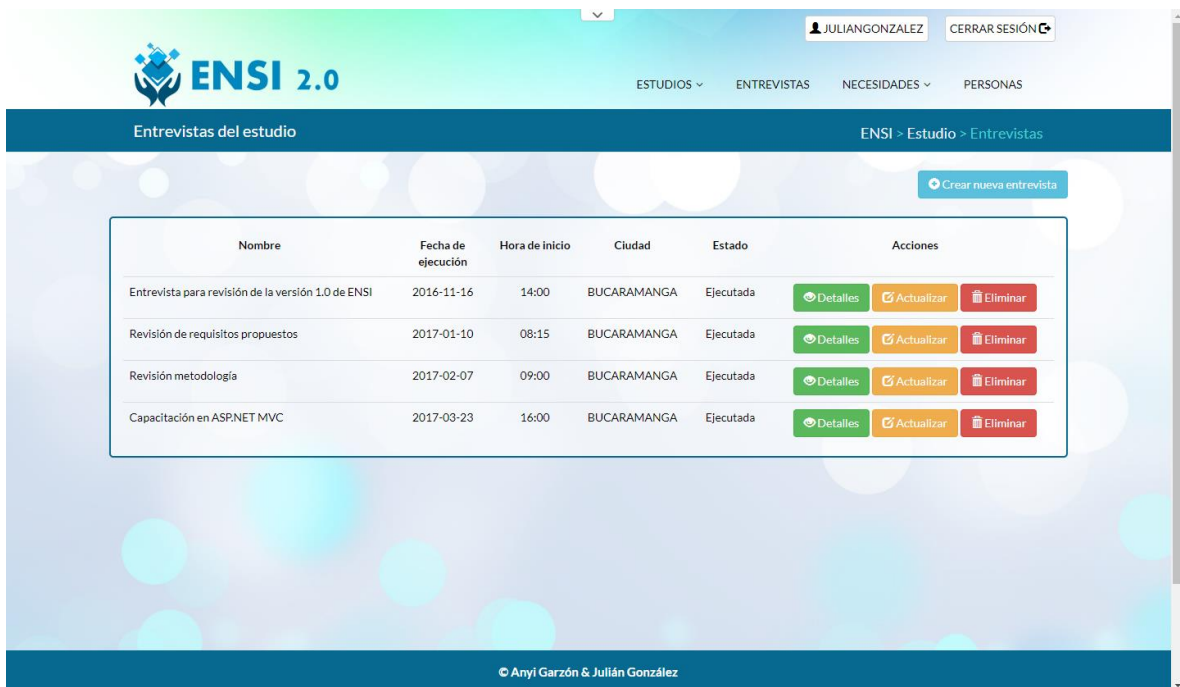 JULIANGONZALEZ CERRAR SESIÓN
ENSI 2.0
ESTUDIOS ENTREVISTAS NECESIDADES PERSONAS
Entrevistas del estudio ENSI > Estudio > Entrevistas
Crear nueva entrevista
Nombre Fecha de ejecución Hora de inicio Ciudad Estado Acciones
Entrevista para revisión de la versión 1.0 de ENSI 2016-11-16 14:00 BUCARAMANGA Ejecutada Detalles Actualizar Eliminar
Revisión de requisitos propuestos 2017-01-10 08:15 BUCARAMANGA Ejecutada Detalles Actualizar Eliminar
Revisión metodología 2017-02-07 09:00 BUCARAMANGA Ejecutada Detalles Actualizar Eliminar
Capacitación en ASP.NET MVC 2017-03-23 16:00 BUCARAMANGA Ejecutada Detalles Actualizar Eliminar
© Anyi Garzón & Julián González